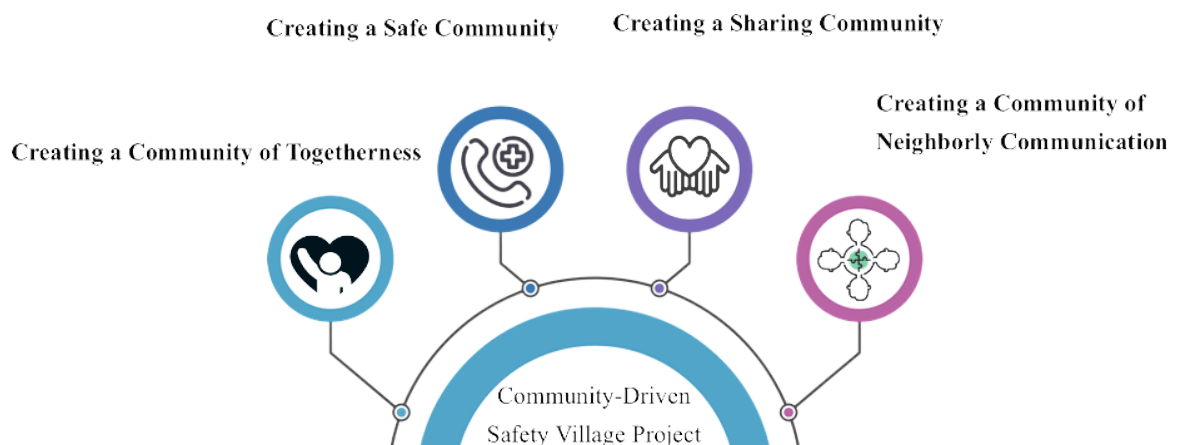 Creating a Safe Community
Creating a Sharing Community
Creating a Community of
Neighborly Communication
Creating a Community of Togetherness
Community-Driven
Safety Village Project